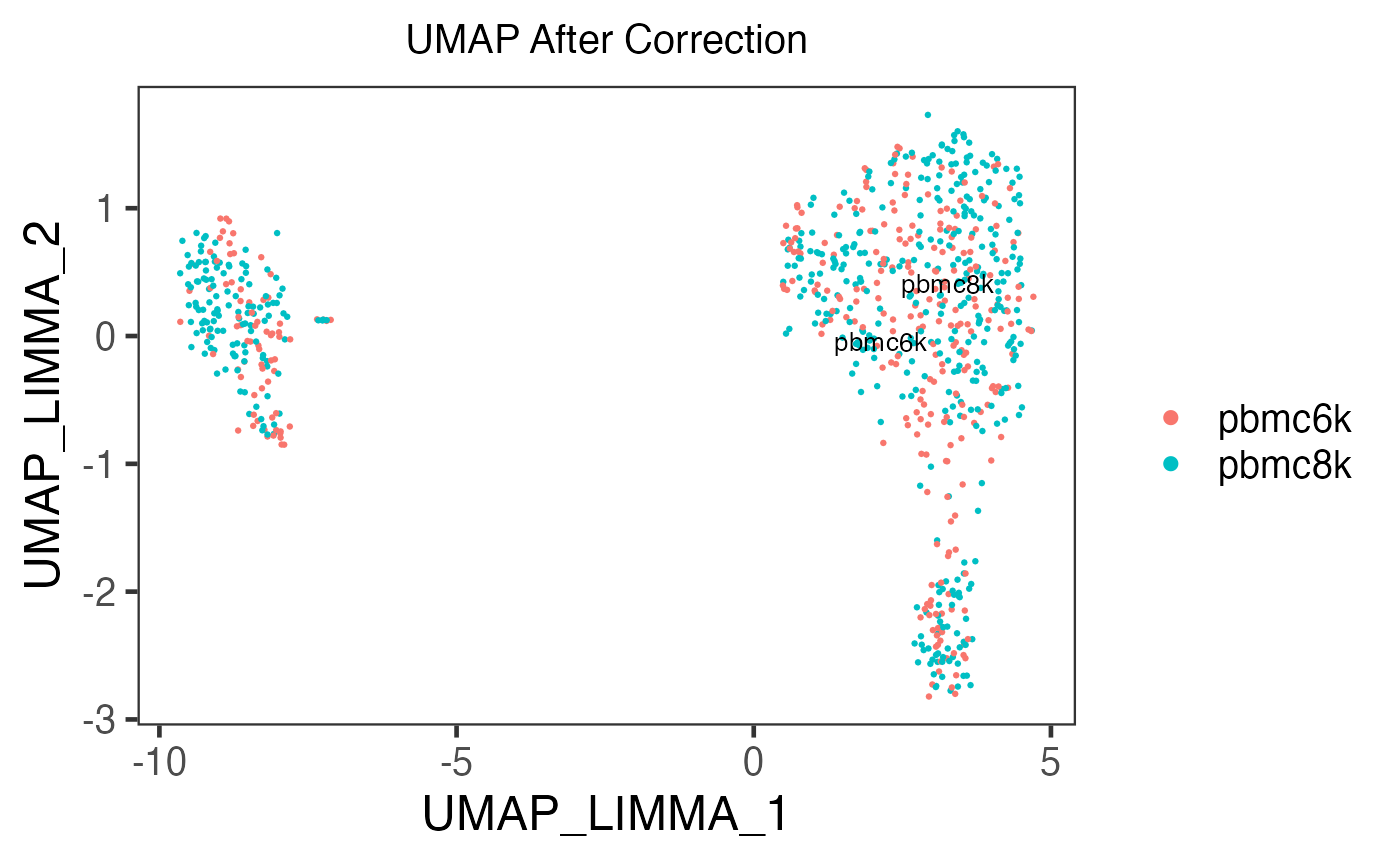 UMAP After Correction
UMAP_LIMMA_2
1
0
-1
-2
-3
pbmc8k
pbmc6k
-10
-5
0
5
UMAP_LIMMA_1
pbmc6k
pbmc8k